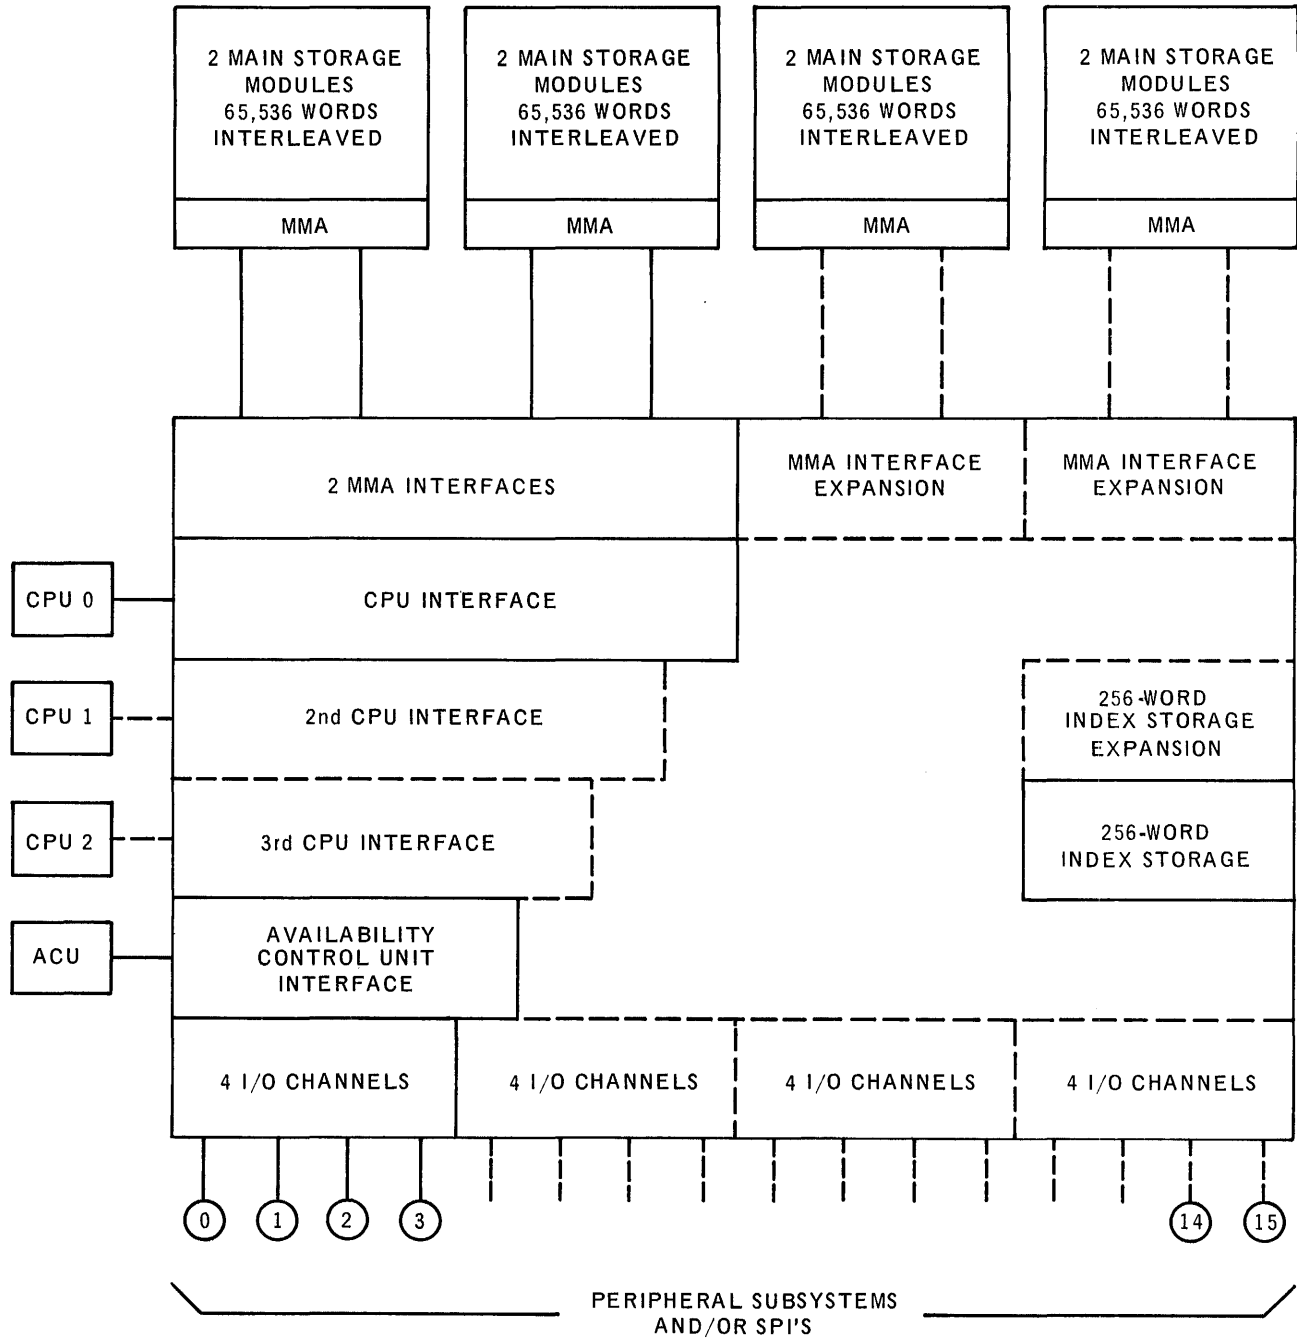 2 MAIN STORAGE
MODULES
65,536 WORDS
INTERLEAVED
MMA
2 MAIN STORAGE
MODULES
65,536 WORDS
INTERLEAVED
MMA
2 MAIN STORAGE
MODULES
65,536 WORDS
INTERLEAVED
MMA
2 MAIN STORAGE
MODULES
65,536 WORDS
INTERLEAVED
MMA
2 MMA INTERFACES
MMA INTERFACE
EXPANSION
MMA INTERFACE
EXPANSION
CPU 0
CPU INTERFACE
CPU 1
2nd CPU INTERFACE
256-WORD
INDEX STORAGE
EXPANSION
CPU 2
3rd CPU INTERFACE
256-WORD
INDEX STORAGE
ACU
AVAILABILITY
CONTROL UNIT
INTERFACE
4 I/O CHANNELS
4 I/O CHANNELS
4 I/O CHANNELS
4 I/O CHANNELS
0
1
2
3
14
15
PERIPHERAL SUBSYSTEMS
AND/OR SPI'S